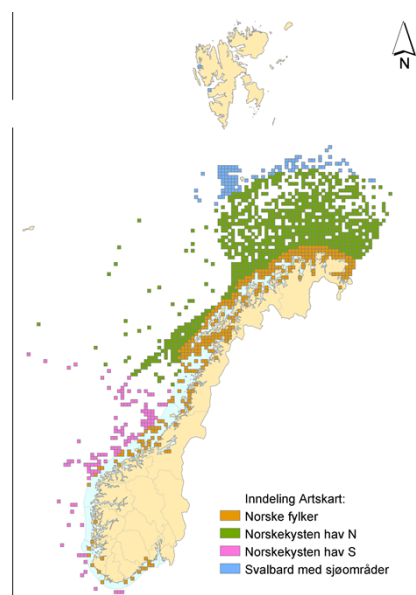 N
Inndeling Artskart:
Norske fylker
Norskekysten hav N
Norskekysten hav S
Svalbard med sjøområder